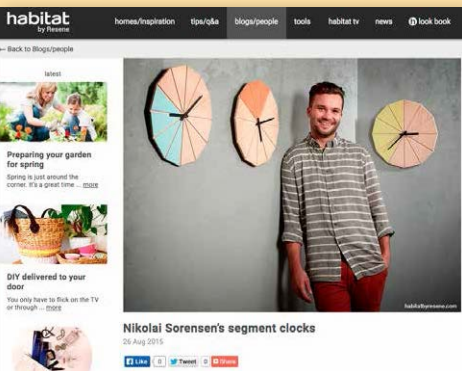 habitat
by Resene
homes/inspiration tips/q&a blogs/people tools habitat tv news look book
← Back to Blogs/people
latest
Preparing your garden
for spring
Spring is just around the
corner. It's a great time ... more
DIY delivered to your
door
You only have to flick on the TV
or through ... more
habitatbyresene.com
Nikolai Sorensen's segment clocks
26 Aug 2015
Like 0 Tweet 0 Share